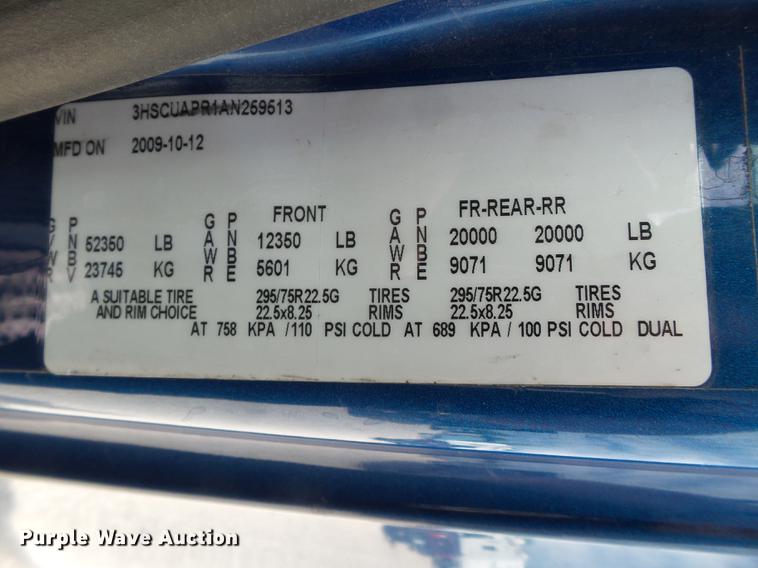 VIN 3HSCUAPR1AN259513
MFD ON 2009-10-12
FRONT FR-REAR-RR
G P 52350 LB G P 12350 LB G P 20000 20000 LB
V N A N A N
W B 23745 KG W B 5601 KG W B 9071 9071 KG
R V R E R E
A SUITABLE TIRE 295/75R22.5G TIRES 295/75R22.5G TIRES
AND RIM CHOICE 22.5x8.25 RIMS 22.5x8.25 RIMS
AT 758 KPA /110 PSI COLD AT 689 KPA / 100 PSI COLD DUAL
Purple Wave Auction